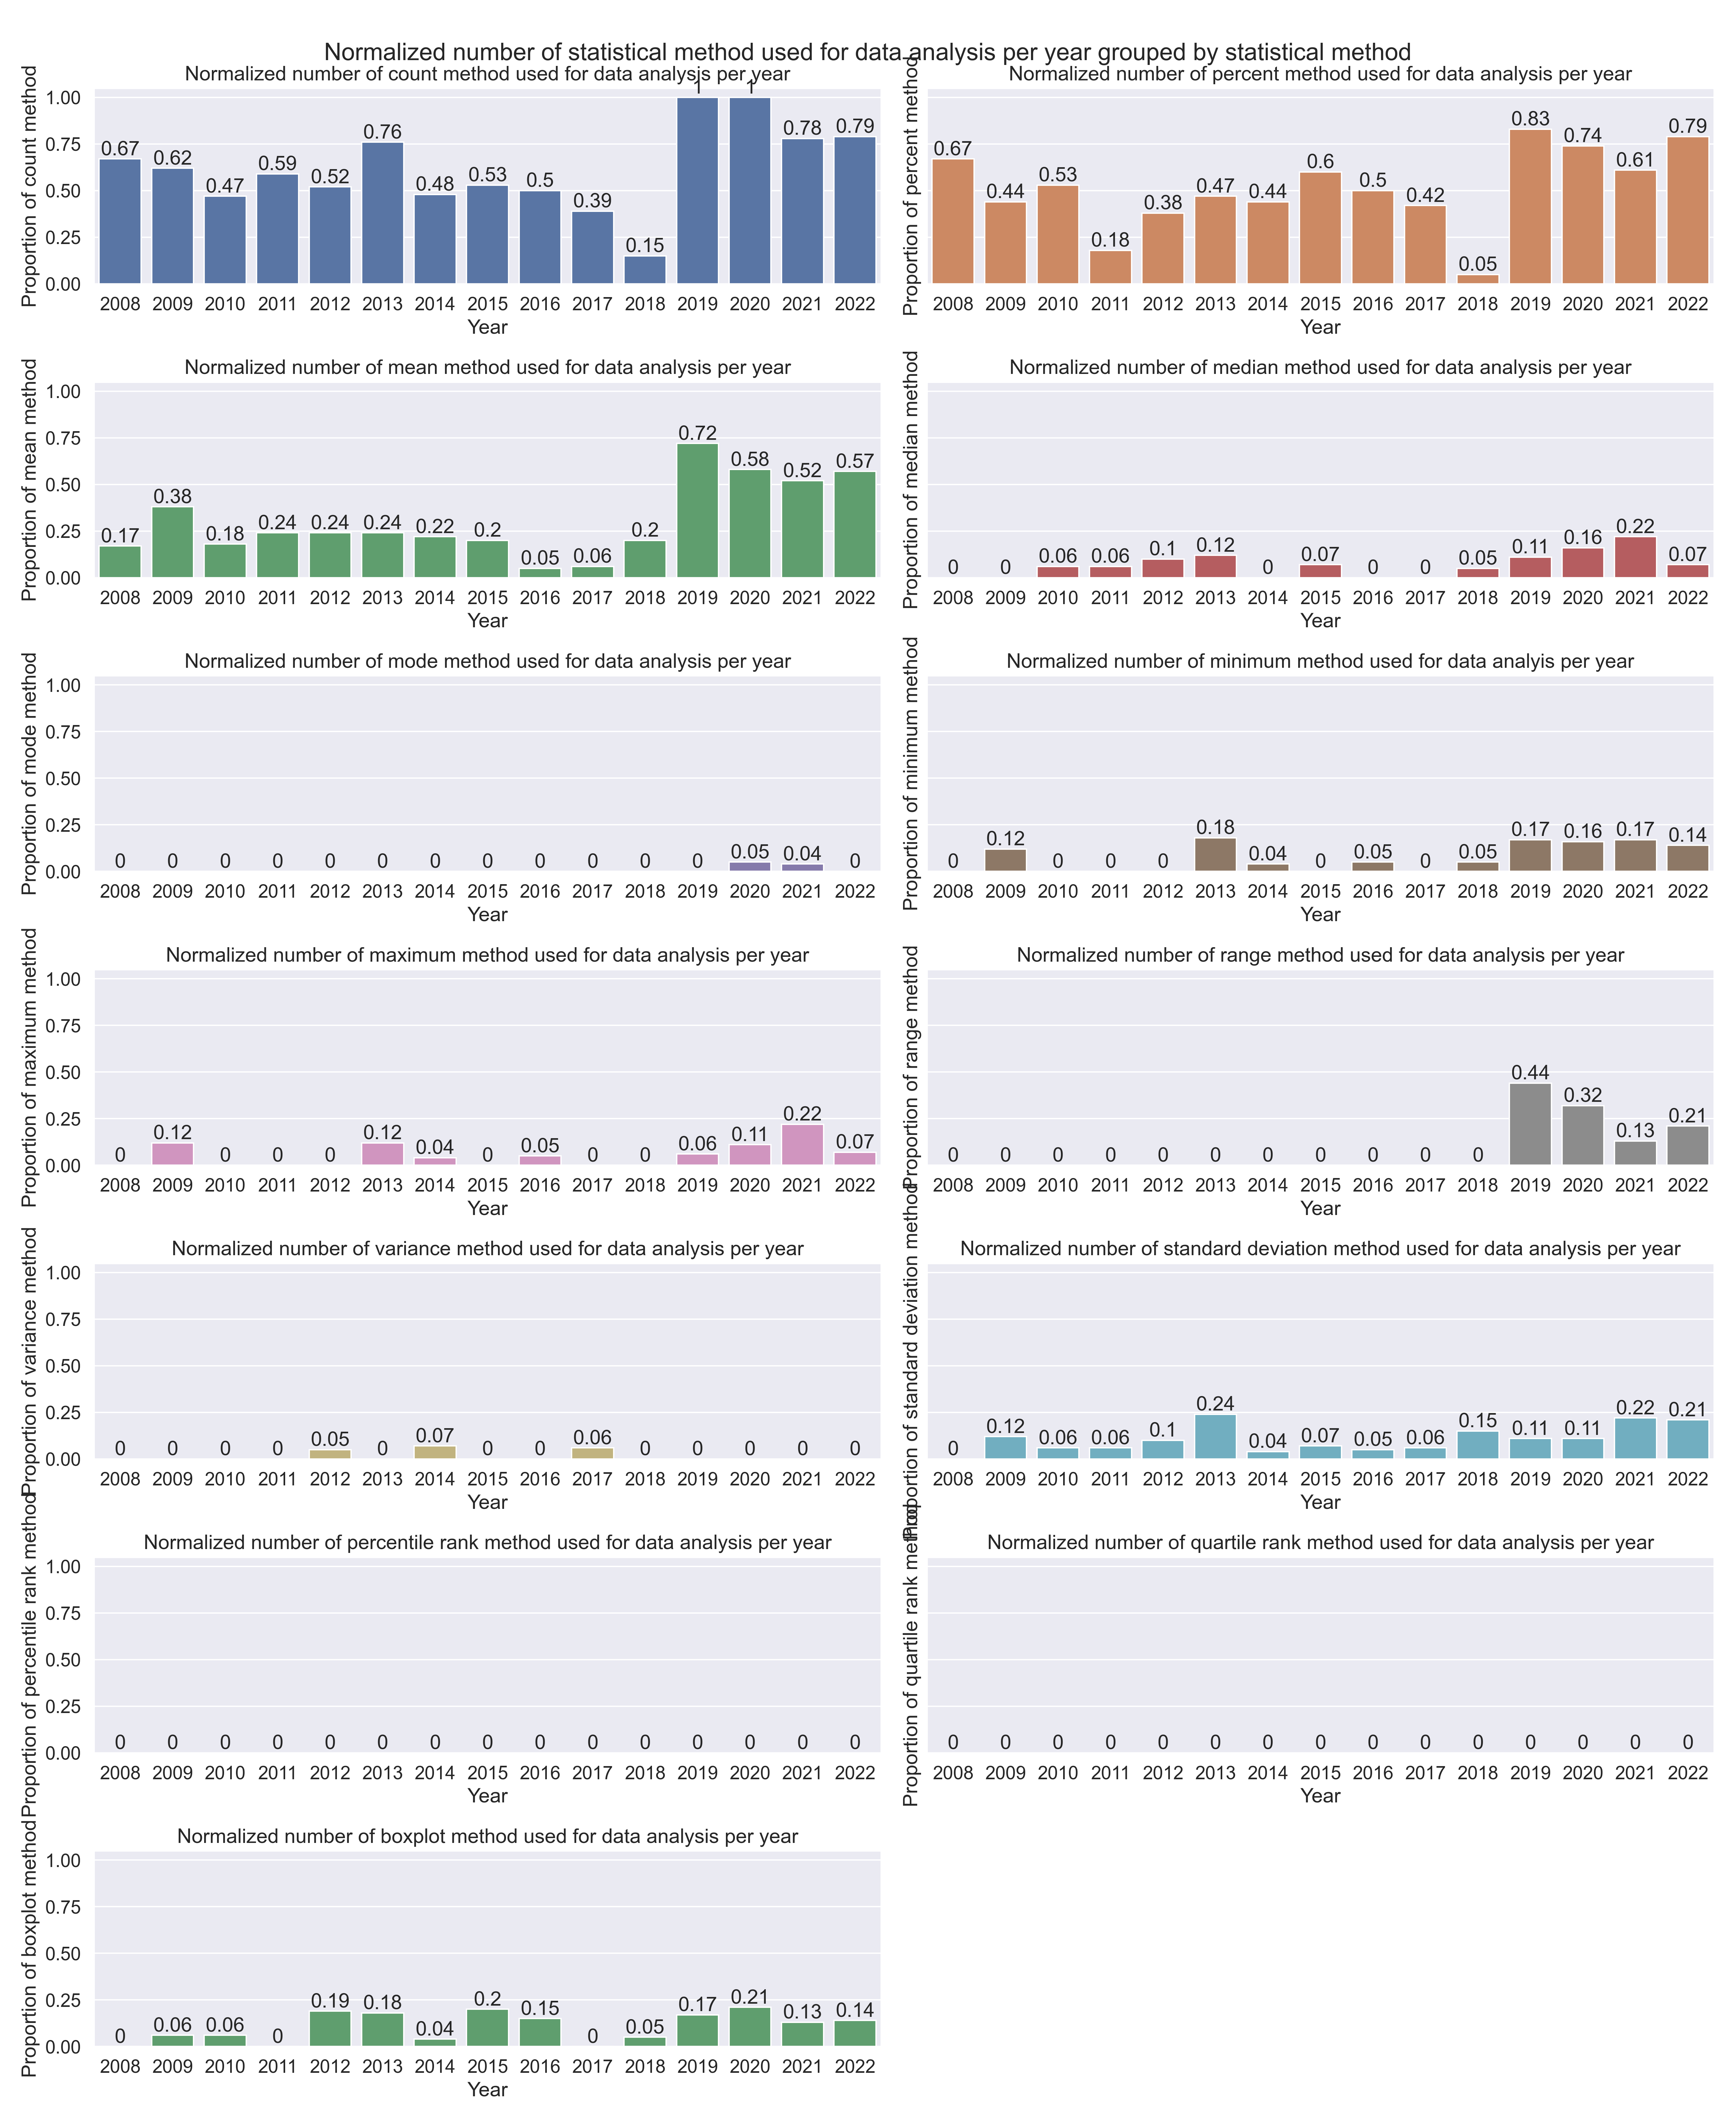 Normalized number of statistical method used for data analysis per year grouped by statistical method
Normalized number of count method used for data analysis per year
Proportion of count method
1.00
0.75
0.50
0.25
0.00
0.67 0.62 0.47 0.59 0.52 0.76 0.48 0.53 0.5 0.39 0.15 1 1 0.78 0.79
2008 2009 2010 2011 2012 2013 2014 2015 2016 2017 2018 2019 2020 2021 2022
Year
Normalized number of percent method used for data analysis per year
Proportion of percent method
0.67 0.44 0.53 0.18 0.38 0.47 0.44 0.6 0.5 0.42 0.05 0.83 0.74 0.61 0.79
2008 2009 2010 2011 2012 2013 2014 2015 2016 2017 2018 2019 2020 2021 2022
Year
Normalized number of mean method used for data analysis per year
Proportion of mean method
1.00
0.75
0.50
0.25
0.00
0.17 0.38 0.18 0.24 0.24 0.24 0.22 0.2 0.05 0.06 0.2 0.72 0.58 0.52 0.57
2008 2009 2010 2011 2012 2013 2014 2015 2016 2017 2018 2019 2020 2021 2022
Year
Normalized number of median method used for data analysis per year
Proportion of median method
0 0 0.06 0.06 0.1 0.12 0 0.07 0 0 0.05 0.11 0.16 0.22 0.07
2008 2009 2010 2011 2012 2013 2014 2015 2016 2017 2018 2019 2020 2021 2022
Year
Normalized number of mode method used for data analysis per year
Proportion of mode method
1.00
0.75
0.50
0.25
0.00
0 0 0 0 0 0 0 0 0 0 0 0 0.05 0.04 0
2008 2009 2010 2011 2012 2013 2014 2015 2016 2017 2018 2019 2020 2021 2022
Year
Normalized number of minimum method used for data analyis per year
Proportion of minimum method
0 0.12 0 0 0 0.18 0.04 0 0.05 0 0.05 0.17 0.16 0.17 0.14
2008 2009 2010 2011 2012 2013 2014 2015 2016 2017 2018 2019 2020 2021 2022
Year
Normalized number of maximum method used for data analysis per year
Proportion of maximum method
1.00
0.75
0.50
0.25
0.00
0 0.12 0 0 0 0.12 0.04 0 0.05 0 0 0.06 0.11 0.22 0.07
2008 2009 2010 2011 2012 2013 2014 2015 2016 2017 2018 2019 2020 2021 2022
Year
Normalized number of range method used for data analysis per year
Proportion of range method
0 0 0 0 0 0 0 0 0 0 0 0.44 0.32 0.13 0.21
2008 2009 2010 2011 2012 2013 2014 2015 2016 2017 2018 2019 2020 2021 2022
Year
Normalized number of variance method used for data analysis per year
Proportion of variance method
1.00
0.75
0.50
0.25
0.00
0 0 0 0 0.05 0 0.07 0 0 0.06 0 0 0 0 0
2008 2009 2010 2011 2012 2013 2014 2015 2016 2017 2018 2019 2020 2021 2022
Year
Normalized number of standard deviation method used for data analysis per year
Proportion of standard deviation method
0 0.12 0.06 0.06 0.1 0.24 0.04 0.07 0.05 0.06 0.15 0.11 0.11 0.22 0.21
2008 2009 2010 2011 2012 2013 2014 2015 2016 2017 2018 2019 2020 2021 2022
Year
Normalized number of percentile rank method used for data analysis per year
Proportion of percentile rank method
1.00
0.75
0.50
0.25
0.00
0 0 0 0 0 0 0 0 0 0 0 0 0 0 0
2008 2009 2010 2011 2012 2013 2014 2015 2016 2017 2018 2019 2020 2021 2022
Year
Normalized number of quartile rank method used for data analysis per year
Proportion of quartile rank method
0 0 0 0 0 0 0 0 0 0 0 0 0 0 0
2008 2009 2010 2011 2012 2013 2014 2015 2016 2017 2018 2019 2020 2021 2022
Year
Normalized number of boxplot method used for data analysis per year
Proportion of boxplot method
1.00
0.75
0.50
0.25
0.00
0 0.06 0.06 0 0.19 0.18 0.04 0.2 0.15 0 0.05 0.17 0.21 0.13 0.14
2008 2009 2010 2011 2012 2013 2014 2015 2016 2017 2018 2019 2020 2021 2022
Year